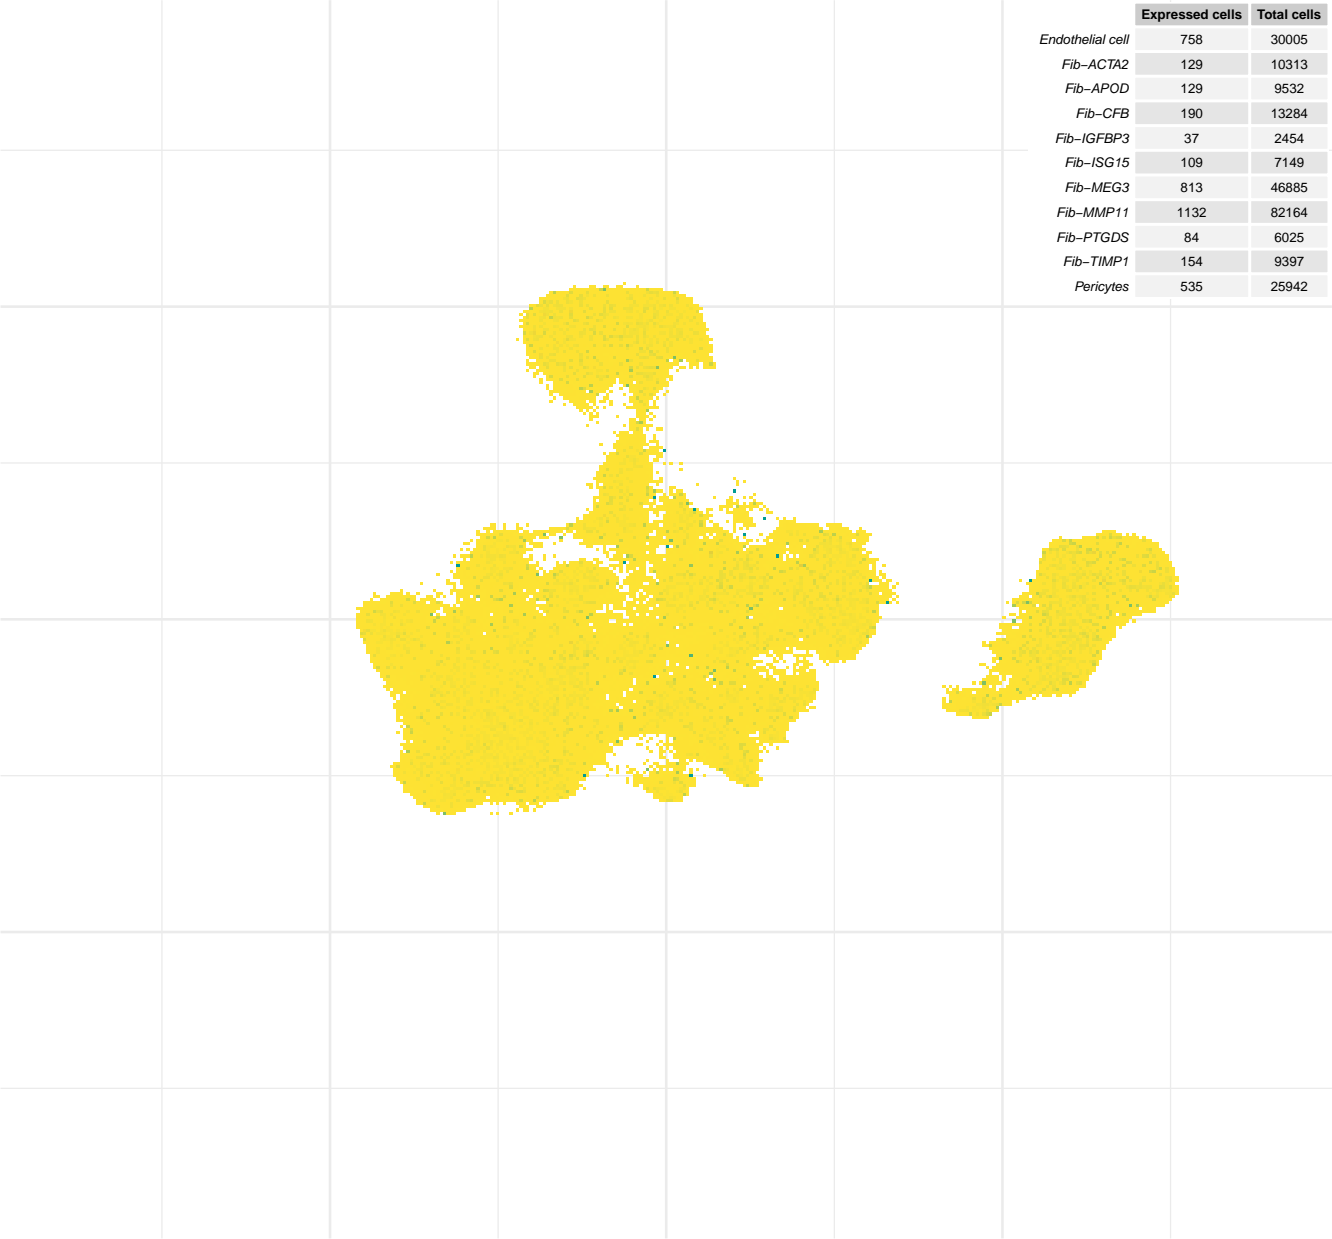 Expressed cells Total cells
Endothelial cell 758 30005
Fib−ACTA2 129 10313
Fib−APOD 129 9532
Fib−CFB 190 13284
Fib−IGFBP3 37 2454
Fib−ISG15 109 7149
Fib−MEG3 813 46885
Fib−MMP11 1132 82164
Fib−PTGDS 84 6025
Fib−TIMP1 154 9397
Pericytes 535 25942